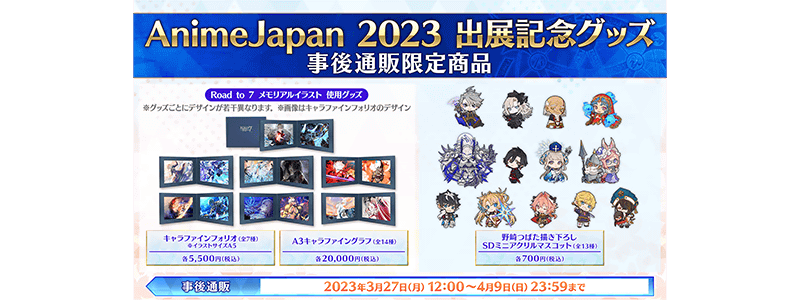 AnimeJapan 2023 出展記念グッズ
事後通販限定商品
Road to 7 メモリアルイラスト 使用グッズ
※グッズごとにデザインが若干異なります。※画像はキャラファインフォリオのデザイン
キャラファインフォリオ(全7種)
※イラストサイズA5
各5,500円(税込)
A3キャラファイングラフ(全14種)
各20,000円(税込)
野崎つばた描き下ろし
SDミニアクリルマスコット(全13種)
各700円(税込)
事後通販 2023年3月27日(月) 12:00～4月9日(日) 23:59まで